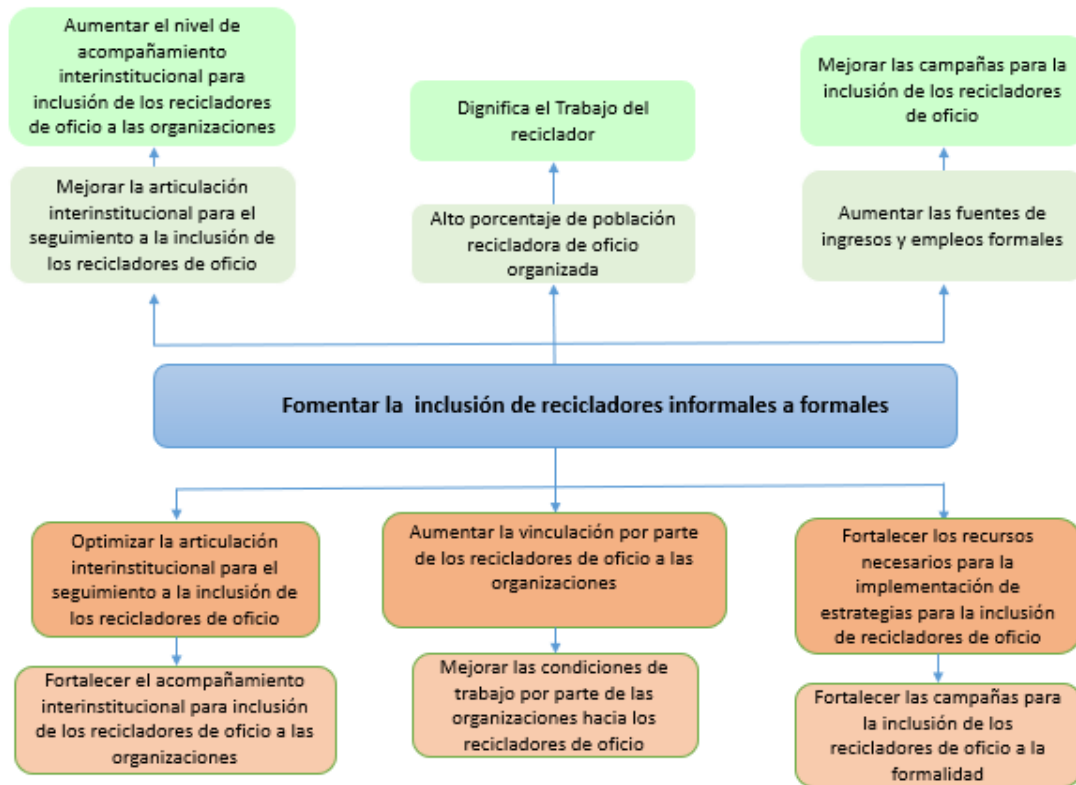 Aumentar el nivel de
acompañamiento
interinstitucional para
inclusión de los recicladores
de oficio a las organizaciones
Dignifica el Trabajo del
reciclador
Mejorar las campañas para la
inclusión de los recicladores
de oficio
Mejorar la articulación
interinstitucional para el
seguimiento a la inclusión de
los recicladores de oficio
Alto porcentaje de población
recicladora de oficio
organizada
Aumentar las fuentes de
ingresos y empleos formales
Fomentar la inclusión de recicladores informales a formales
Optimizar la articulación
interinstitucional para el
seguimiento a la inclusión de
los recicladores de oficio
Aumentar la vinculación por parte
de los recicladores de oficio a las
organizaciones
Fortalecer los recursos
necesarios para la
implementación de
estrategias para la inclusión
de recicladores de oficio
Fortalecer el acompañamiento
interinstitucional para inclusión
de los recicladores de oficio a las
organizaciones
Mejorar las condiciones de
trabajo por parte de las
organizaciones hacia los
recicladores de oficio
Fortalecer las campañas para
la inclusión de los
recicladores de oficio a la
formalidad